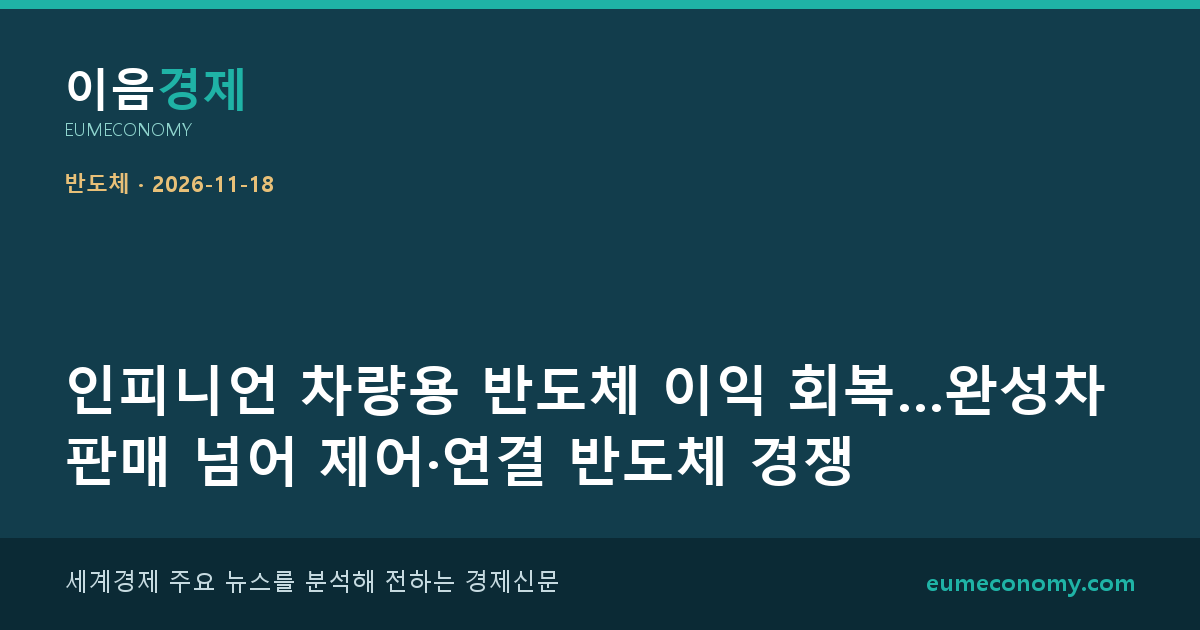 이음경제
EUMECONOMY
반도체 · 2026-11-18
인피니언 차량용 반도체 이익 회복…완성차
판매 넘어 제어·연결 반도체 경쟁
세계경제 주요 뉴스를 분석해 전하는 경제신문
eumeconomy.com